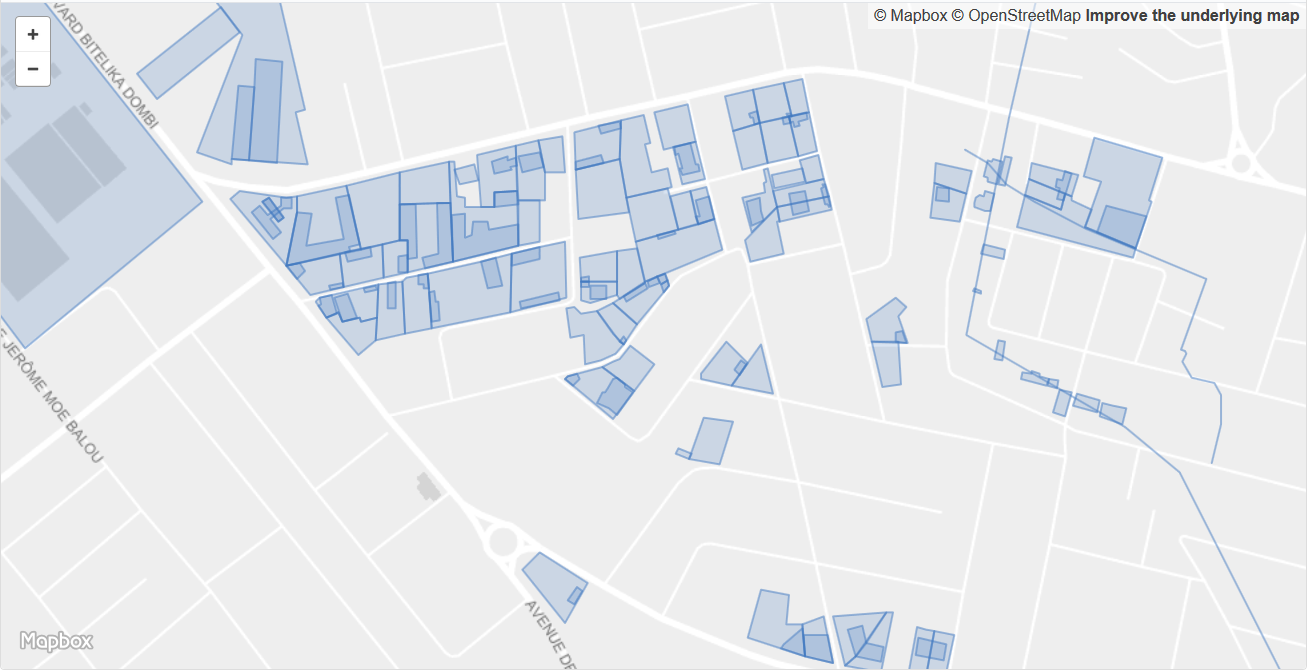 © Mapbox © OpenStreetMap Improve the underlying map
+
−
VARD BITELIKA DOMBI
E JERÔME MOE BALOU
AVENUE DE
Mapbox